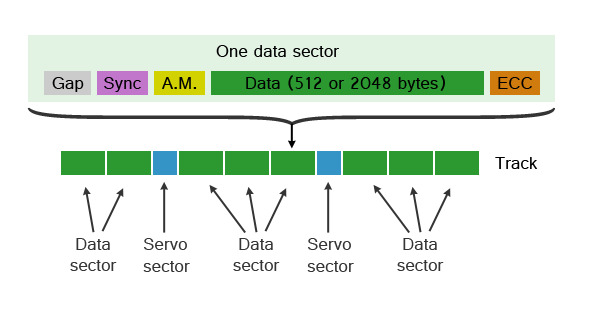 One data sector
Gap Sync A.M. Data (512 or 2048 bytes) ECC
Track
Data sector
Servo sector
Data sector
Servo sector
Data sector